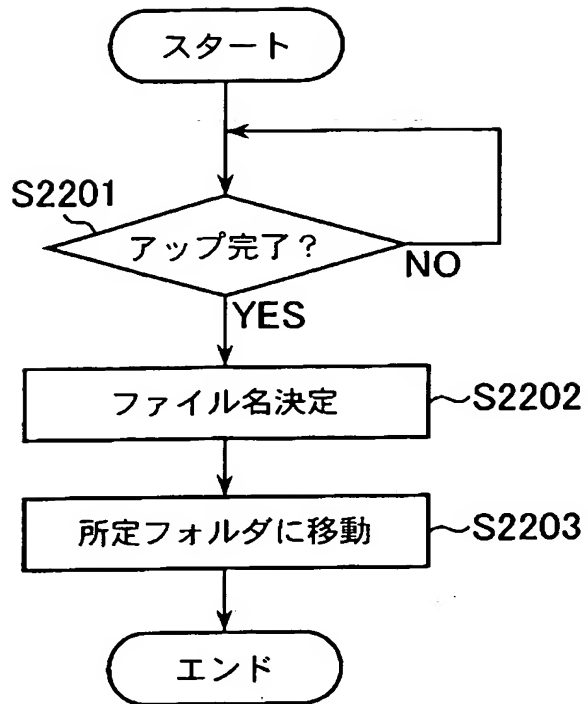 スタート
S2201
アップ完了？
NO
YES
ファイル名決定
S2202
所定フォルダに移動
S2203
エンド